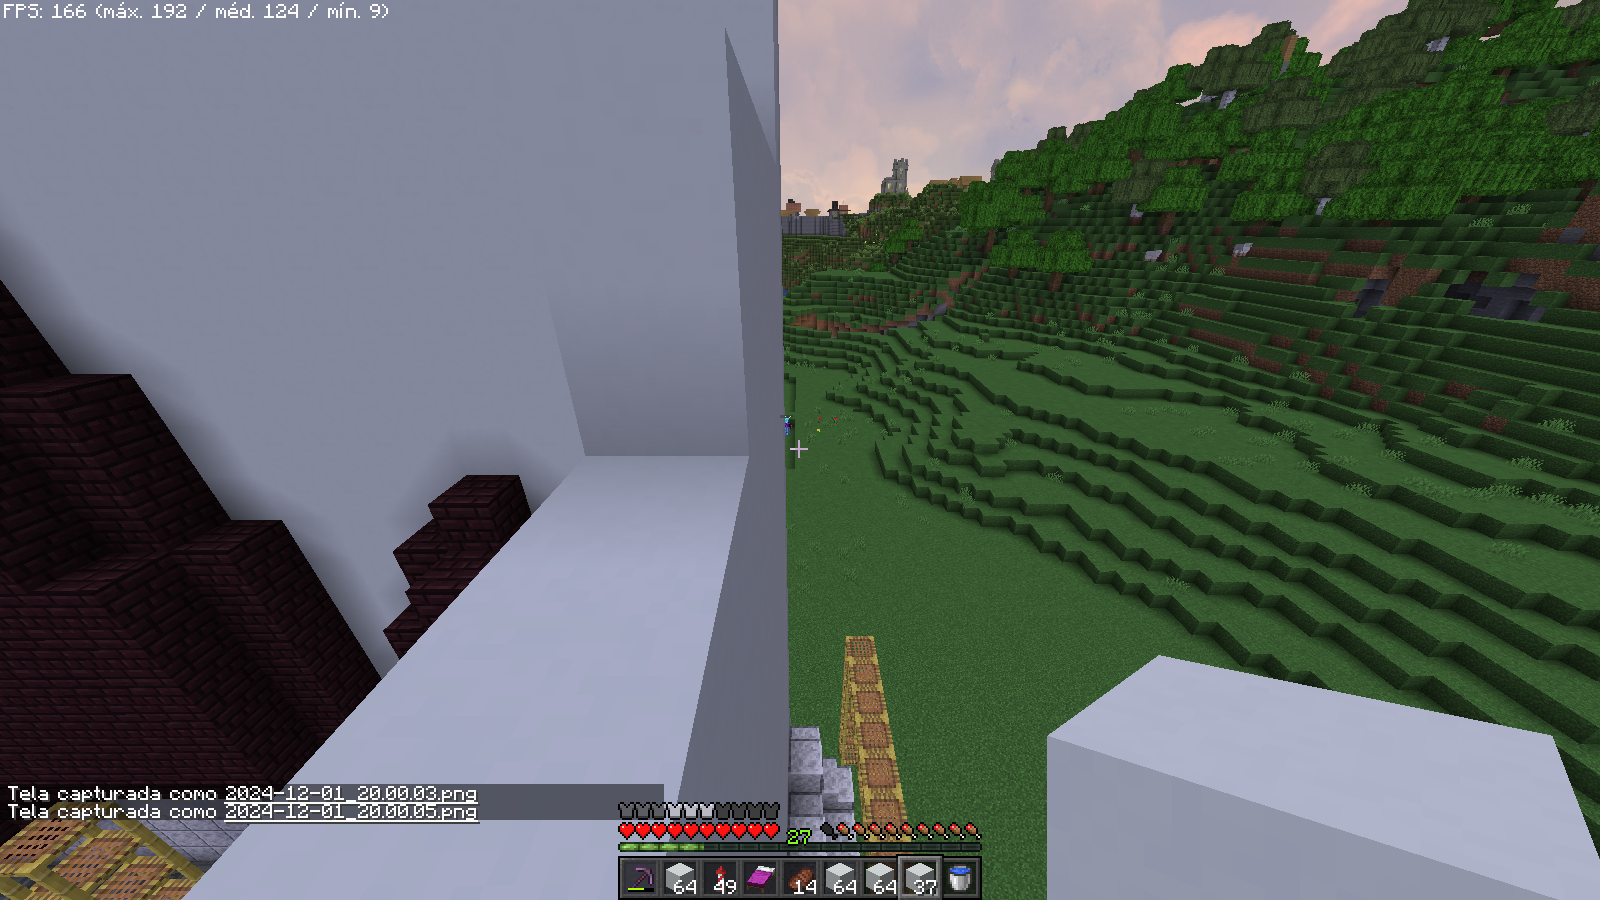 FPS: 166 (máx. 192 / méd. 124 / mín. 9)
Tela capturada como 2024-12-01_20.00.03.png
Tela capturada como 2024-12-01_20.00.05.png
27
64 49 14 64 64 37